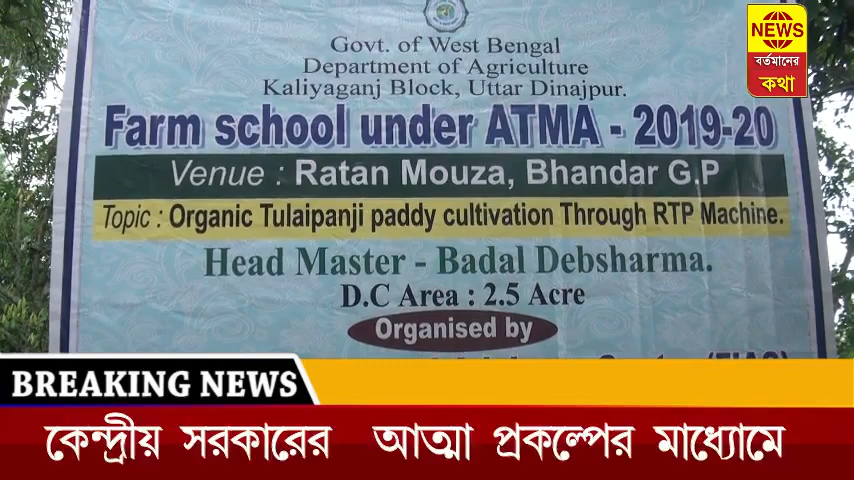 Govt. of West Bengal
Department of Agriculture
Kaliyaganj Block, Uttar Dinajpur.
Farm school under ATMA - 2019-20
Venue : Ratan Mouza, Bhandar G.P
Topic : Organic Tulaipanji paddy cultivation Through RTP Machine.
Head Master - Badal Debsharma.
D.C Area : 2.5 Acre
Organised by
NEWS
বর্তমানের
কথা
BREAKING NEWS
কেন্দ্রীয় সরকারের আত্মা প্রকল্পের মাধ্যোমে